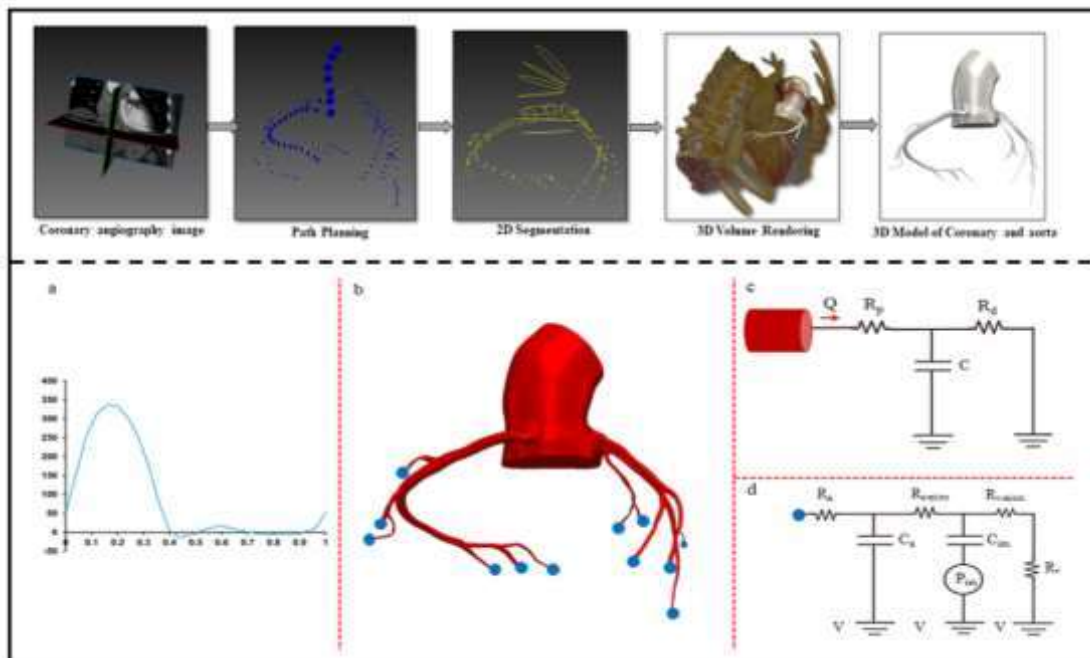 Coronary angiography image
Path Planning
2D Segmentation
3D Volume Rendering
3D Model of Coronary and aorta
a
400
350
300
250
200
150
100
50
0
-50
0 0.1 0.2 0.3 0.4 0.5 0.6 0.7 0.8 0.9 1
b
c
Q
Rp
Rd
C
d
Ra
Ca
Cim
Pim
V
V
V